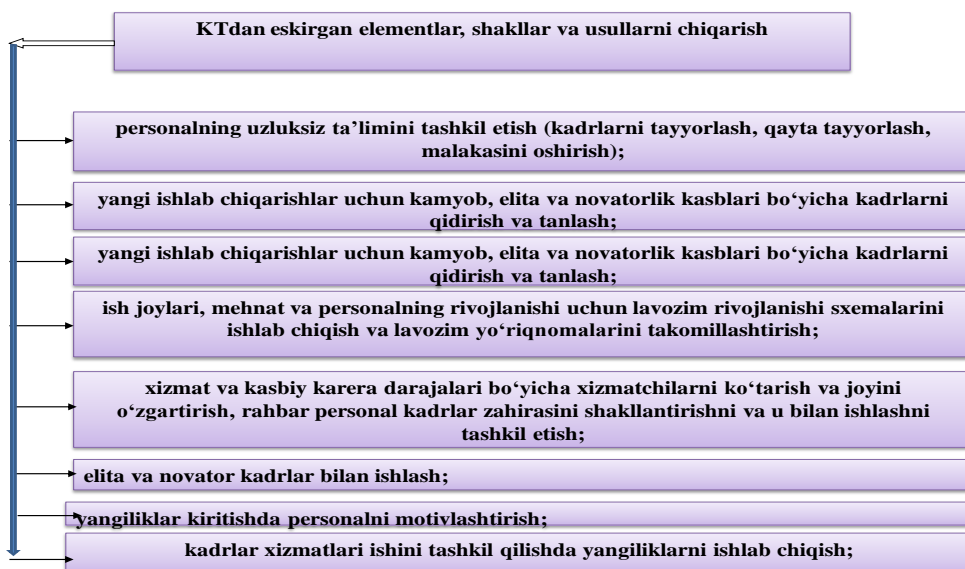 KTdan eskirgan elementlar, shakllar va usullarni chiqarish
personalning uzluksiz ta’limini tashkil etish (kadrlarni tayyorlash, qayta tayyorlash,
malakasini oshirish);
yangi ishlab chiqarishlar uchun kamyob, elita va novatorlik kasblari bo‘yicha kadrlarni
qidirish va tanlash;
yangi ishlab chiqarishlar uchun kamyob, elita va novatorlik kasblari bo‘yicha kadrlarni
qidirish va tanlash;
ish joylari, mehnat va personalning rivojlanishi uchun lavozim rivojlanishi sxemalarini
ishlab chiqish va lavozim yo‘riqnomalarini takomillashtirish;
xizmat va kasbiy karera darajalari bo‘yicha xizmatchilarni ko‘tarish va joyini
o‘zgartirish, rahbar personal kadrlar zahirasini shakllantirishni va u bilan ishlashni
tashkil etish;
elita va novator kadrlar bilan ishlash;
yangiliklar kiritishda personalni motivlashtirish;
kadrlar xizmatlari ishini tashkil qilishda yangiliklarni ishlab chiqish;